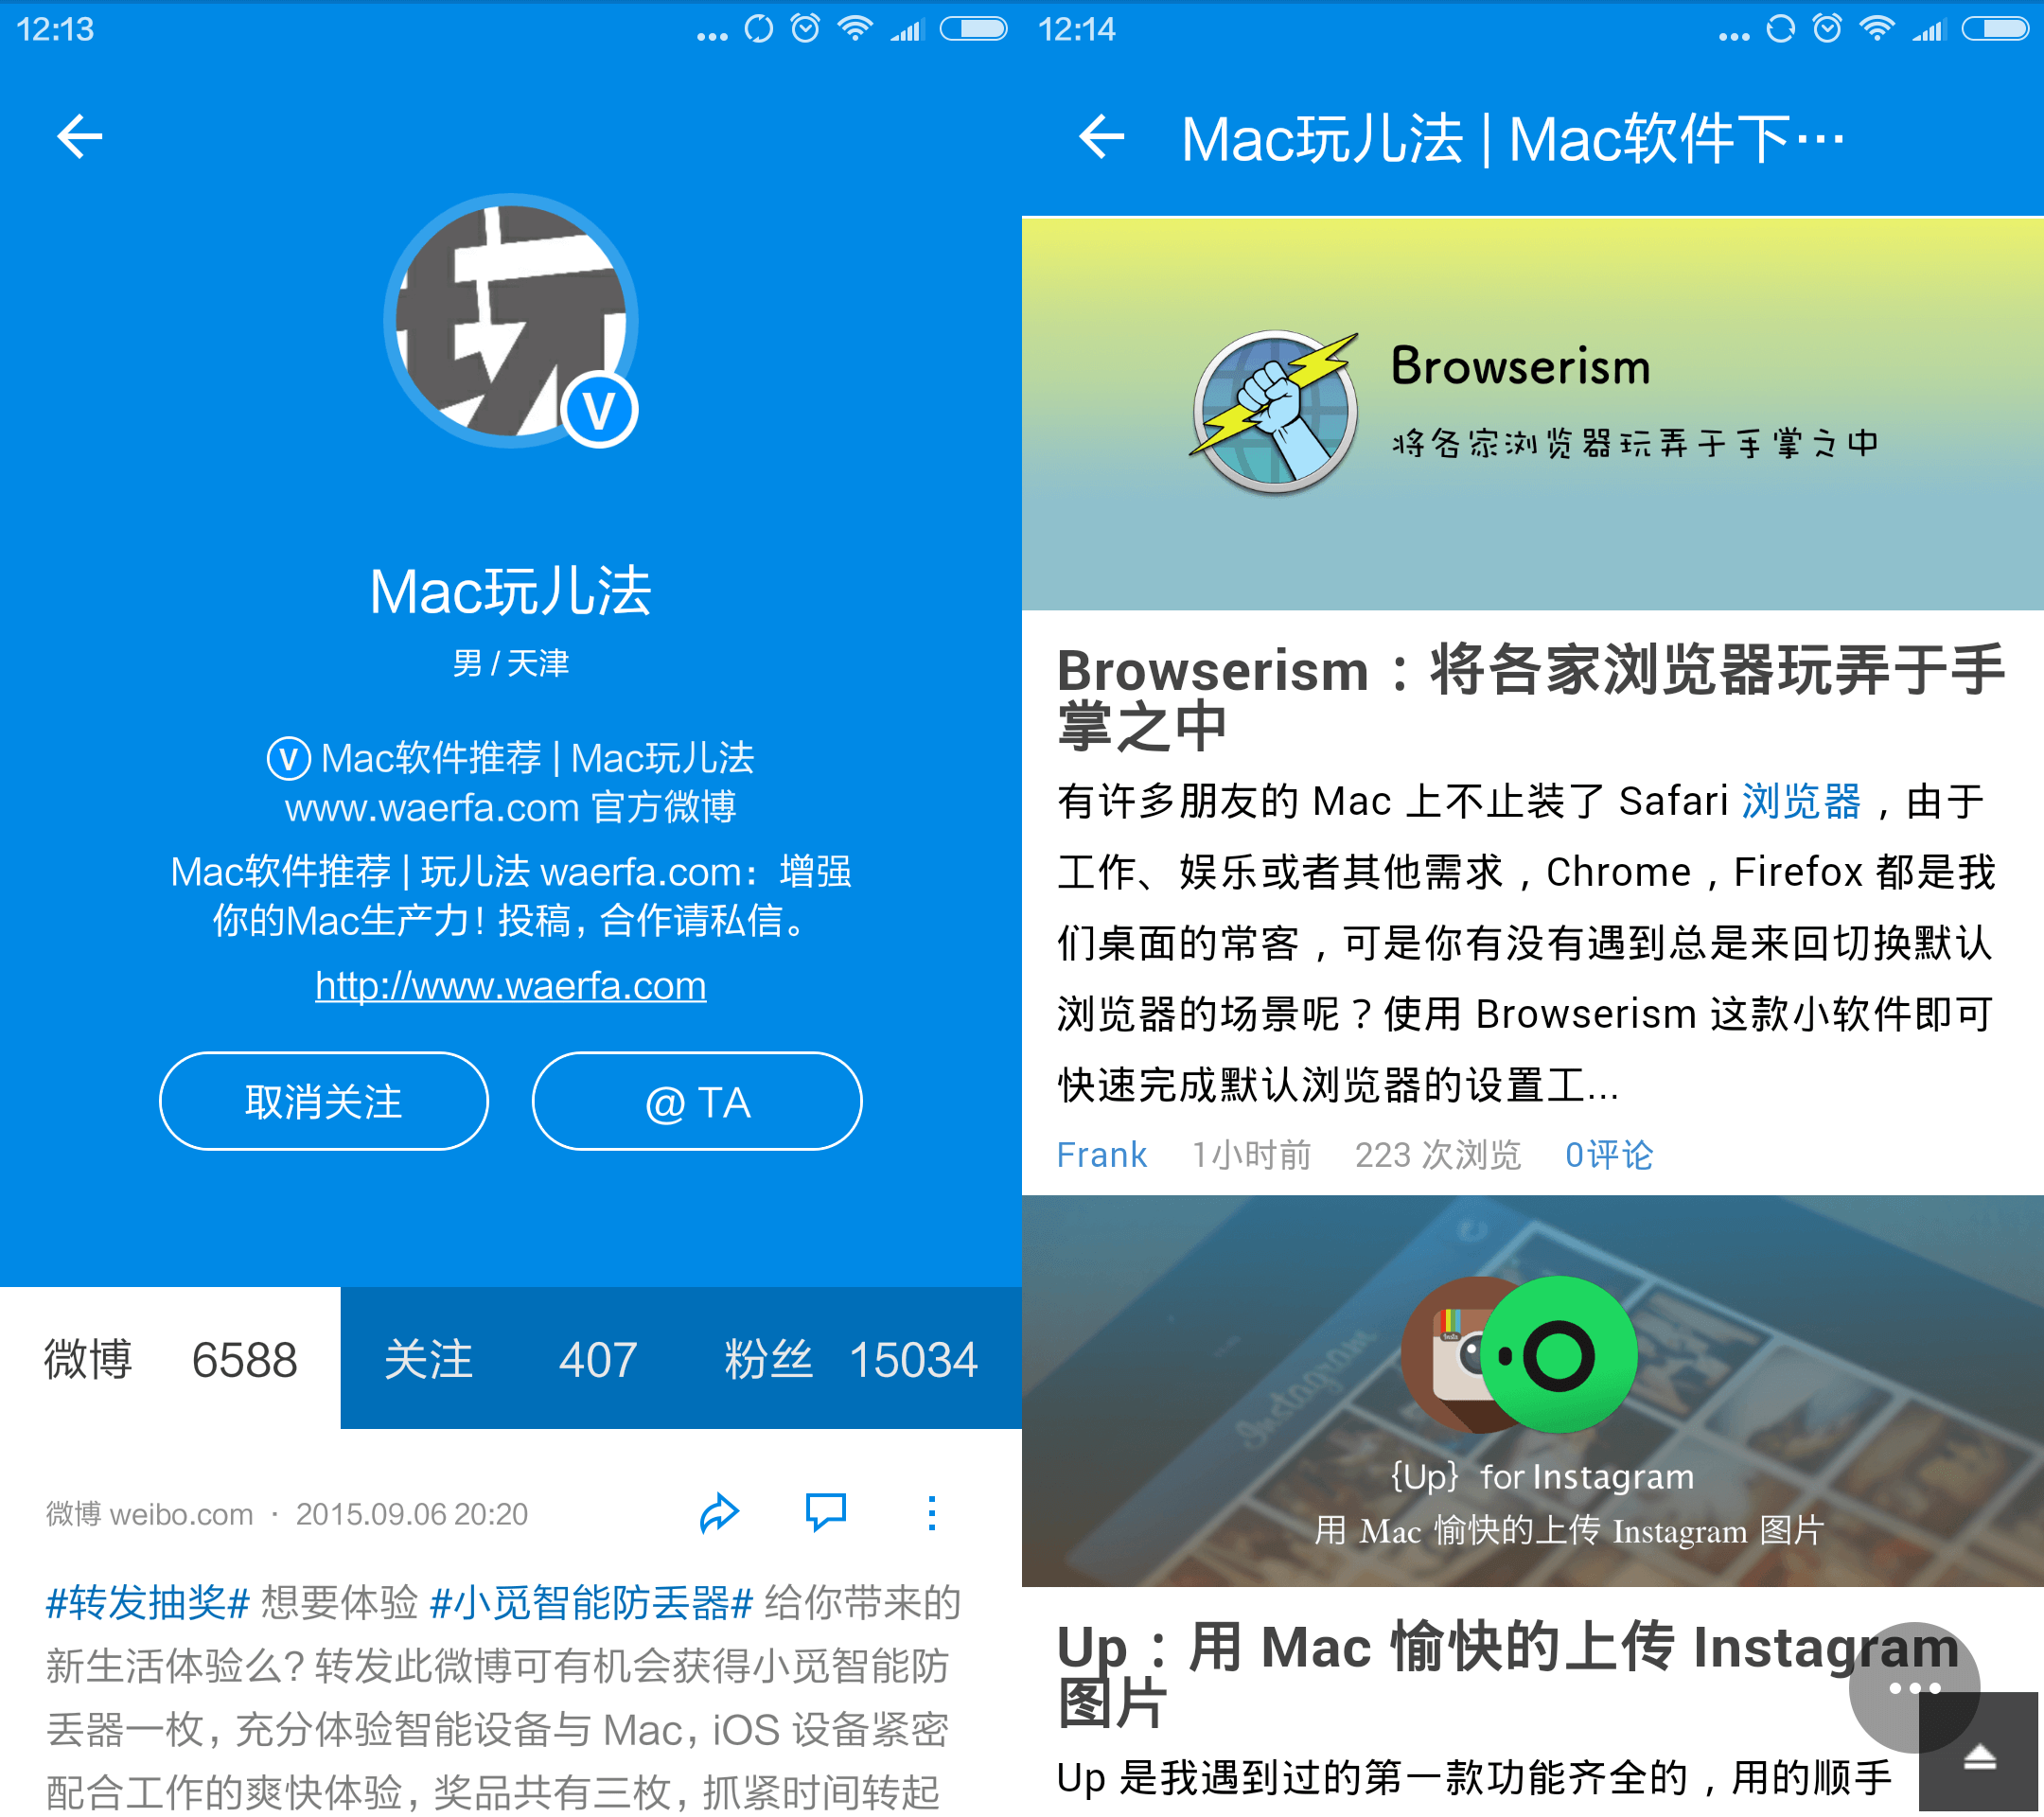 12:13
Mac玩儿法
男 / 天津
V Mac软件推荐 | Mac玩儿法
www.waerfa.com 官方微博
Mac软件推荐 | 玩儿法 waerfa.com：增强
你的Mac生产力！投稿，合作请私信。
http://www.waerfa.com
取消关注 @ TA
微博 6588 关注 407 粉丝 15034
微博 weibo.com · 2015.09.06 20:20
#转发抽奖# 想要体验 #小觅智能防丢器# 给你带来的
新生活体验么? 转发此微博可有机会获得小觅智能防
丢器一枚，充分体验智能设备与 Mac，iOS 设备紧密
配合工作的爽快体验，奖品共有三枚，抓紧时间转起
12:14
Mac玩儿法 | Mac软件下…
Browserism
将各家浏览器玩弄于手掌之中
Browserism：将各家浏览器玩弄于手
掌之中
有许多朋友的 Mac 上不止装了 Safari 浏览器，由于
工作、娱乐或者其他需求，Chrome，Firefox 都是我
们桌面的常客，可是你有没有遇到总是来回切换默认
浏览器的场景呢？使用 Browserism 这款小软件即可
快速完成默认浏览器的设置工...
Frank 1小时前 223 次浏览 0评论
Instagram
{Up} for Instagram
用 Mac 愉快的上传 Instagram 图片
Up：用 Mac 愉快的上传 Instagram
图片
Up 是我遇到过的第一款功能齐全的，用的顺手